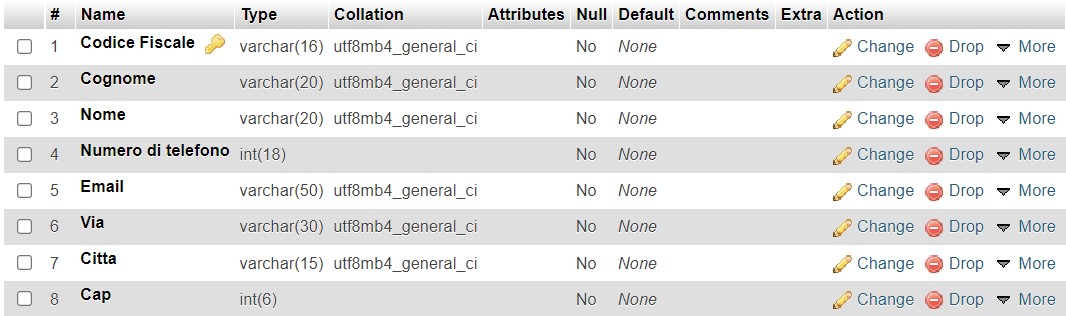 # Name Type Collation Attributes Null Default Comments Extra Action
1 Codice Fiscale varchar(16) utf8mb4_general_ci No None Change Drop More
2 Cognome varchar(20) utf8mb4_general_ci No None Change Drop More
3 Nome varchar(20) utf8mb4_general_ci No None Change Drop More
4 Numero di telefono int(18) No None Change Drop More
5 Email varchar(50) utf8mb4_general_ci No None Change Drop More
6 Via varchar(30) utf8mb4_general_ci No None Change Drop More
7 Citta varchar(15) utf8mb4_general_ci No None Change Drop More
8 Cap int(6) No None Change Drop More